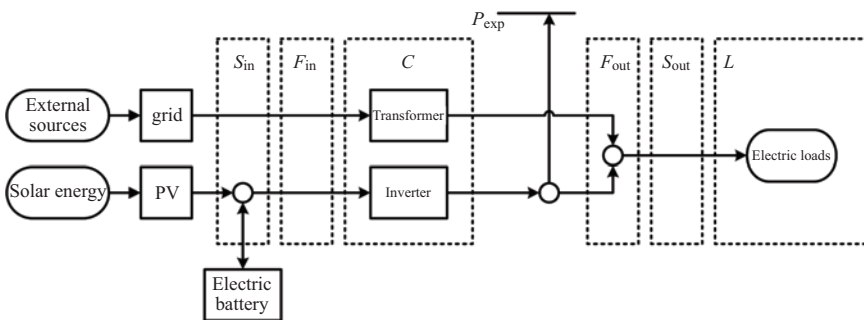 P_exp
S_in
F_in
C
F_out
S_out
L
External
sources
grid
Transformer
Solar energy
PV
Inverter
Electric loads
Electric
battery